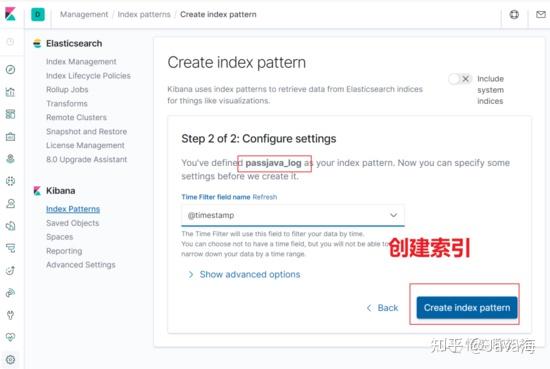 D Management / Index patterns / Create index pattern
Elasticsearch
Index Management
Index Lifecycle Policies
Rollup Jobs
Transforms
Remote Clusters
Snapshot and Restore
License Management
8.0 Upgrade Assistant
Kibana
Index Patterns
Saved Objects
Spaces
Reporting
Advanced Settings
Create index pattern
Kibana uses index patterns to retrieve data from Elasticsearch indices
for things like visualizations.
Include
system
indices
Step 2 of 2: Configure settings
You've defined passjava_log as your index pattern. Now you can specify some
settings before we create it.
Time Filter field name Refresh
@timestamp
The Time Filter will use this field to filter your data by time.
You can choose not to have a time field, but you will not be able to
narrow down your data by a time range.
创建索引
Show advanced options
Back
Create index pattern
知乎 @Java海